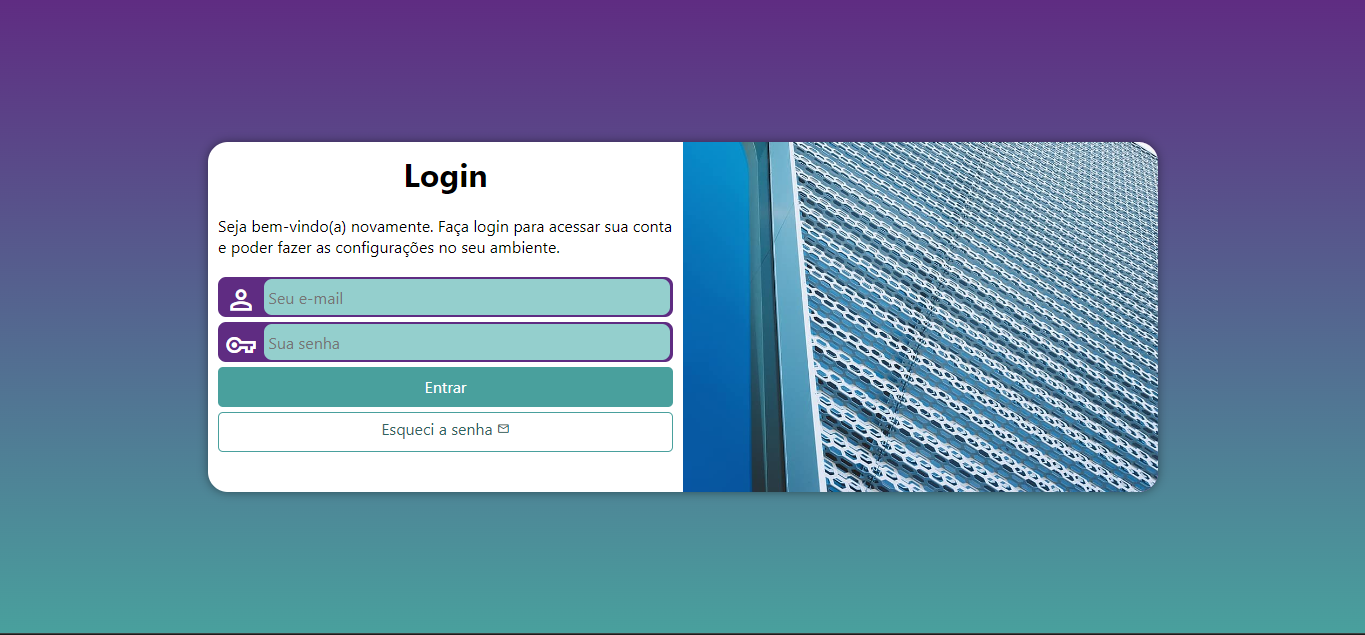 Login
Seja bem-vindo(a) novamente. Faça login para acessar sua conta
e poder fazer as configurações no seu ambiente.
Seu e-mail
Sua senha
Entrar
Esqueci a senha